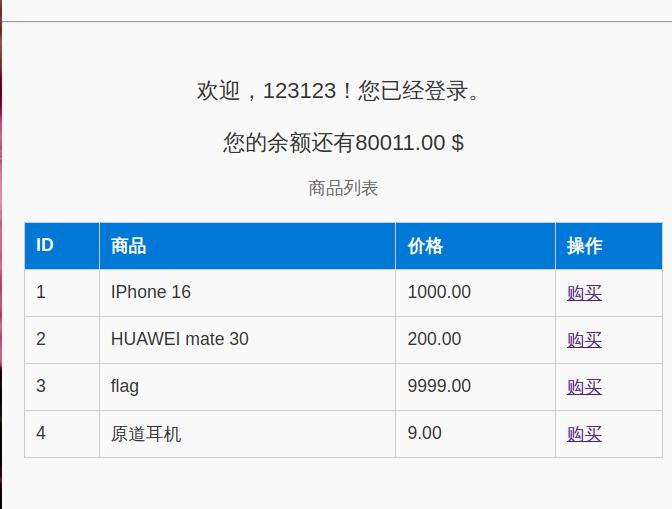 欢迎，123123！您已经登录。
您的余额还有80011.00 $
商品列表
ID 商品 价格 操作
1 IPhone 16 1000.00 购买
2 HUAWEI mate 30 200.00 购买
3 flag 9999.00 购买
4 原道耳机 9.00 购买